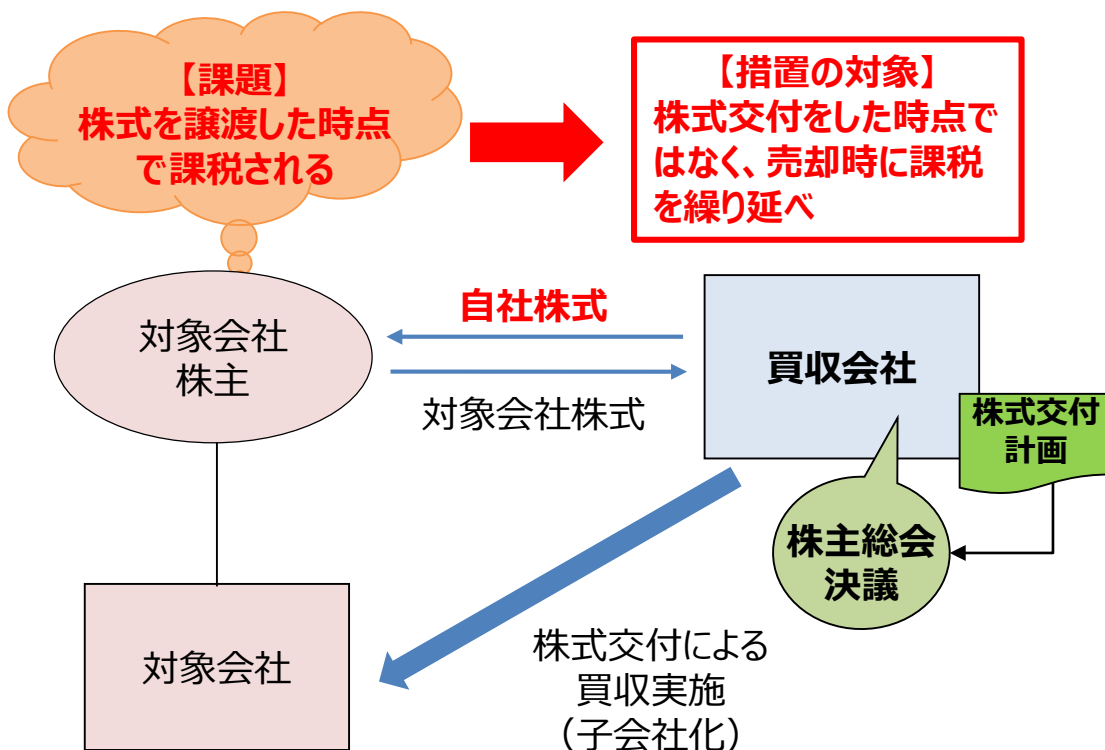 【課題】
株式を譲渡した時点
で課税される
【措置の対象】
株式交付をした時点で
はなく、売却時に課税
を繰り延べ
対象会社
株主
自社株式
対象会社株式
買収会社
株式交付
計画
株主総会
決議
対象会社
株式交付による
買収実施
（子会社化）